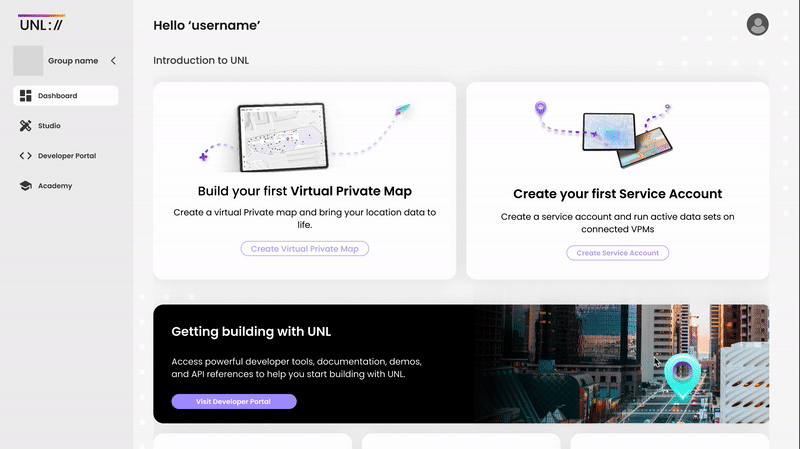 UNL://
Group name
Dashboard
Studio
Developer Portal
Academy
Hello ‘username’
Introduction to UNL
Build your first Virtual Private Map
Create a virtual Private map and bring your location data to
life.
Create Virtual Private Map
Create your first Service Account
Create a service account and run active data sets on
connected VPMs
Create Service Account
Getting building with UNL
Access powerful developer tools, documentation, demos,
and API references to help you start building with UNL.
Visit Developer Portal